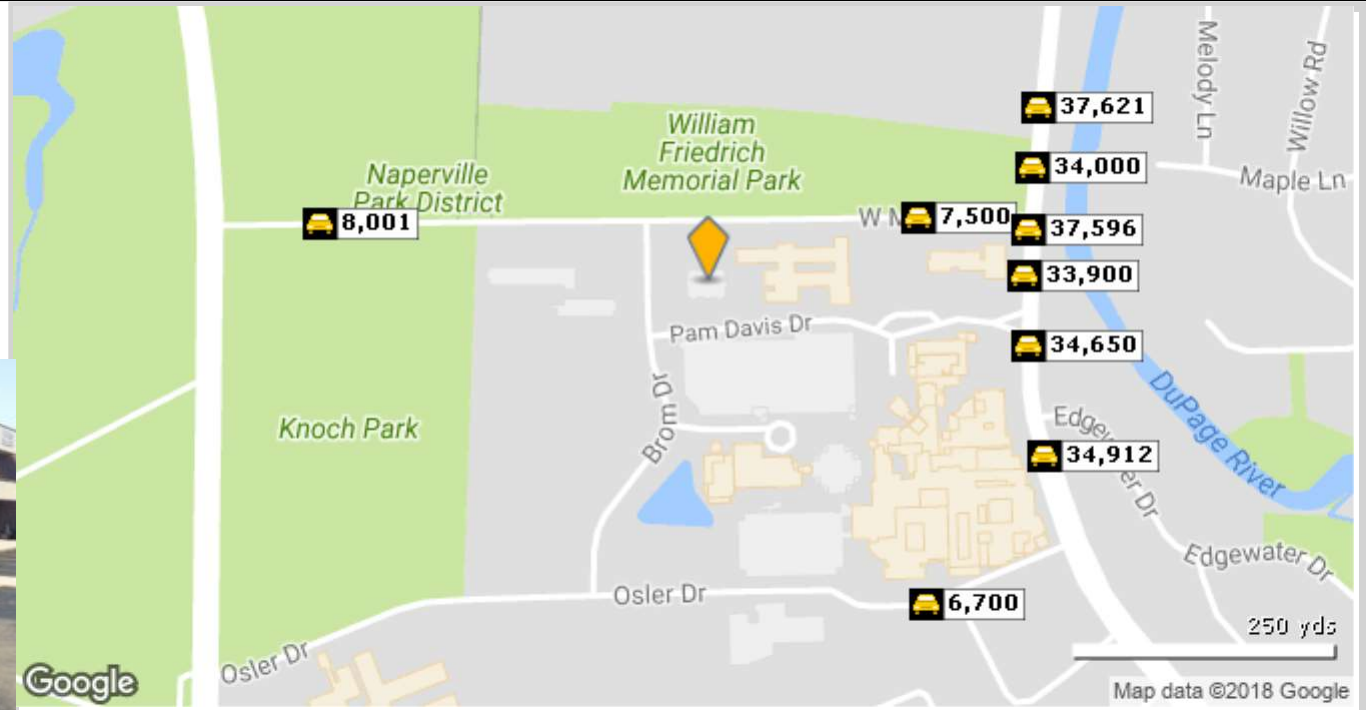 Melody Ln
Willow Rd
37,621
William
Friedrich
Memorial Park
34,000
Naperville
Park District
Maple Ln
8,001
W
7,500
37,596
33,900
Pam Davis Dr
34,650
Brom Dr
DuPage River
Knoch Park
Edgewater Dr
34,912
Edgewater Dr
Osler Dr
6,700
250 yds
Osler Dr
Google
Map data ©2018 Google